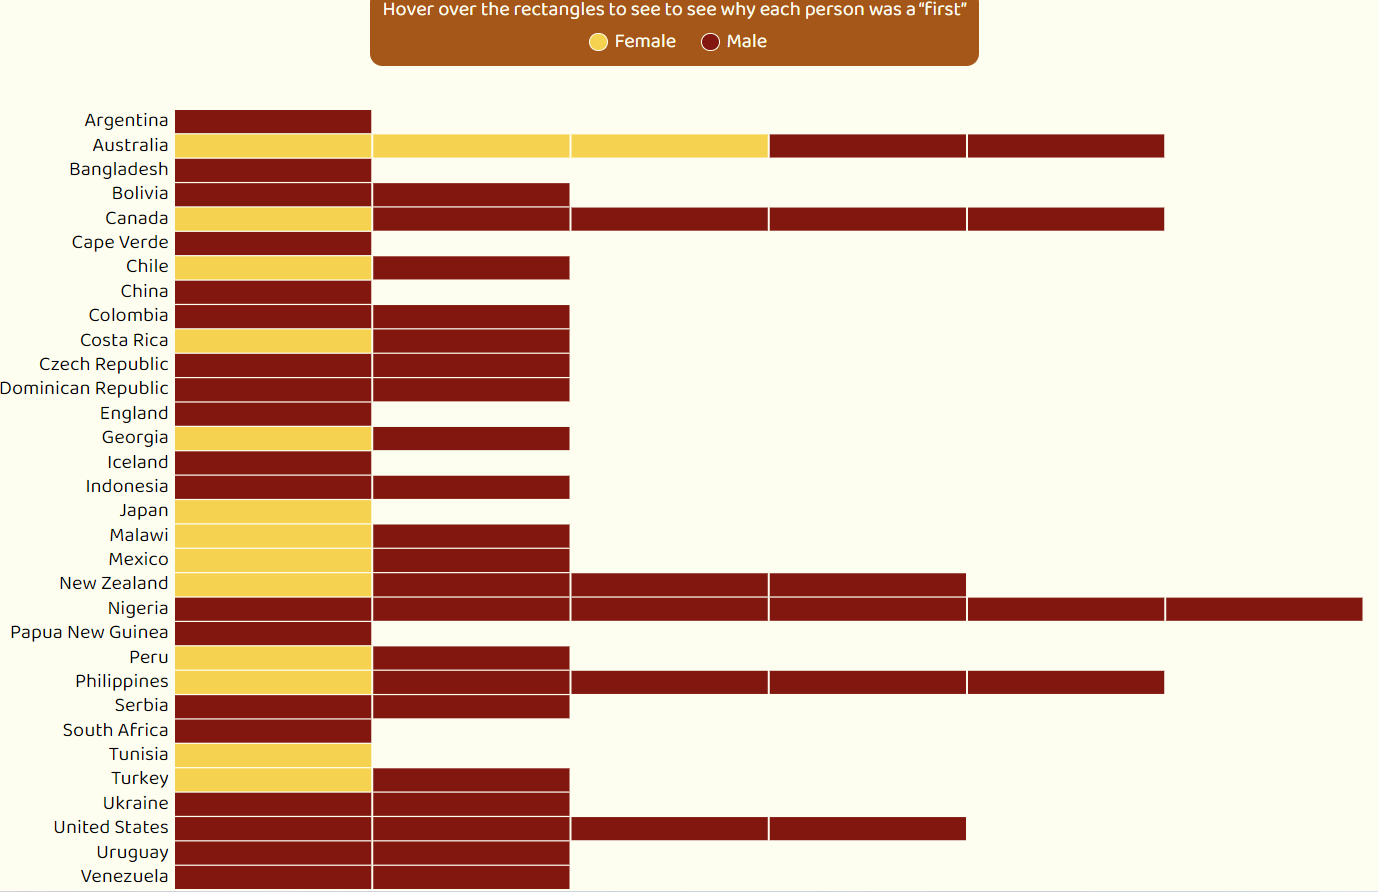 Hover over the rectangles to see to see why each person was a “first”
Female Male
Argentina
Australia
Bangladesh
Bolivia
Canada
Cape Verde
Chile
China
Colombia
Costa Rica
Czech Republic
Dominican Republic
England
Georgia
Iceland
Indonesia
Japan
Malawi
Mexico
New Zealand
Nigeria
Papua New Guinea
Peru
Philippines
Serbia
South Africa
Tunisia
Turkey
Ukraine
United States
Uruguay
Venezuela